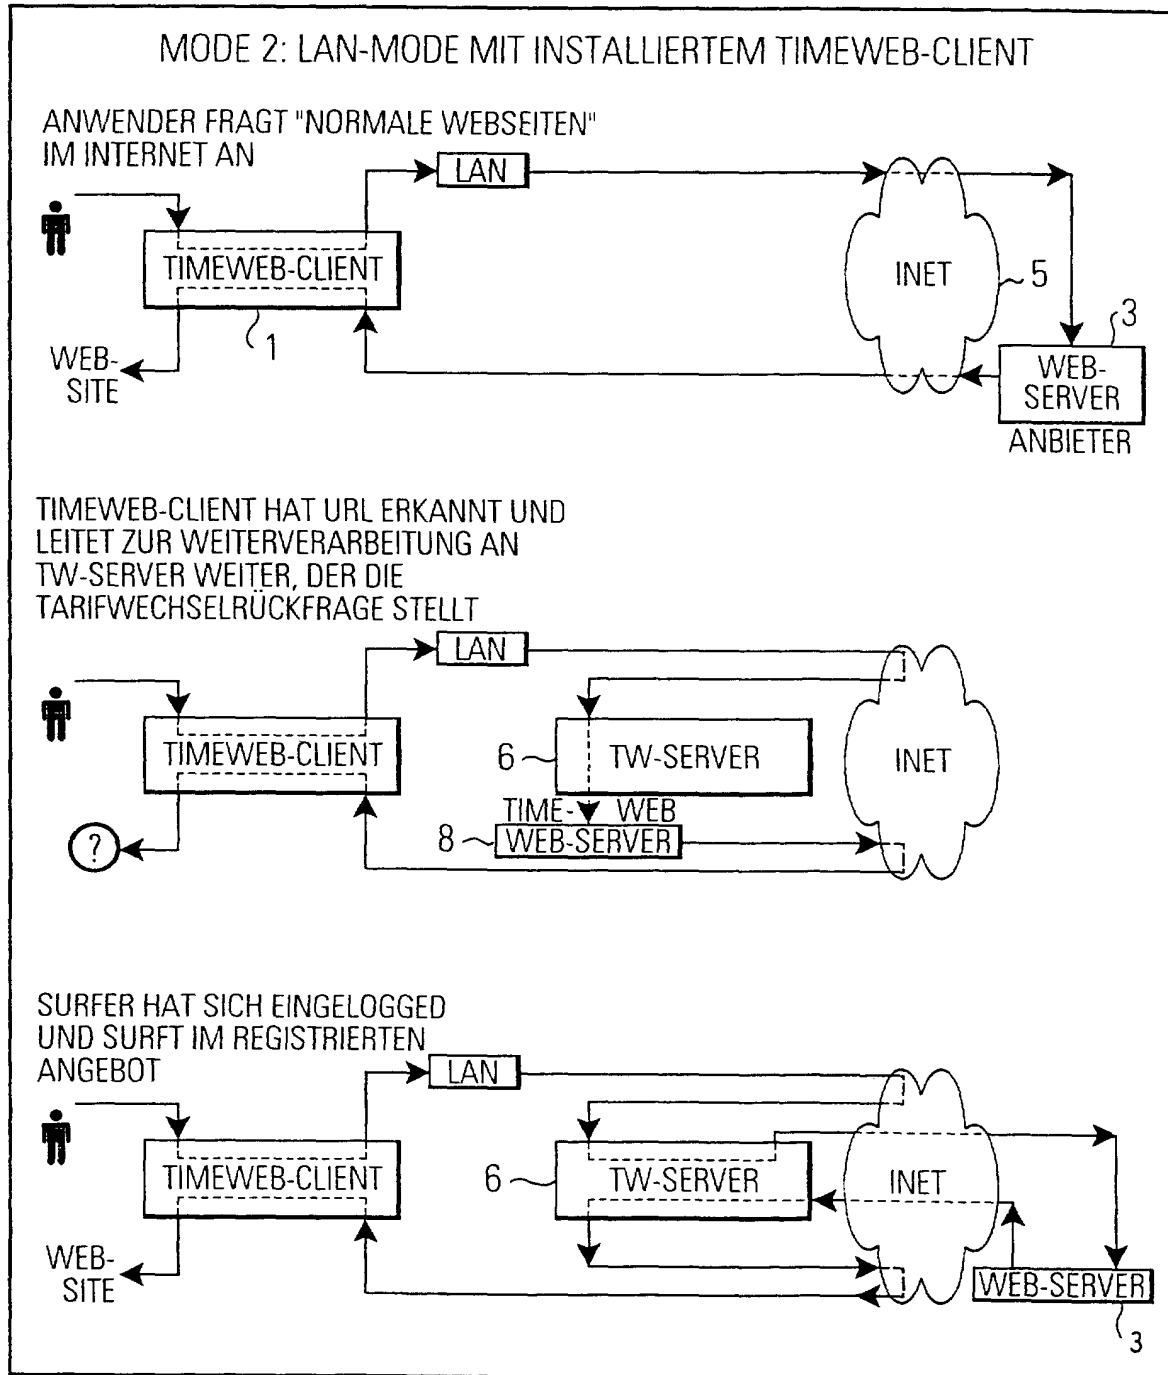 MODE 2: LAN-MODE MIT INSTALLIERTEM TIMEWEB-CLIENT
ANWENDER FRAGT "NORMALE WEBSEITEN"
IM INTERNET AN
LAN
TIMEWEB-CLIENT
1
WEB-
SITE
INET
5
3
WEB-
SERVER
ANBIETER
TIMEWEB-CLIENT HAT URL ERKANNT UND
LEITET ZUR WEITERVERARBEITUNG AN
TW-SERVER WEITER, DER DIE
TARIFWECHSELRÜCKFRAGE STELLT
LAN
TIMEWEB-CLIENT
?
6
TW-SERVER
TIME- WEB
8
WEB-SERVER
INET
SURFER HAT SICH EINGELOGGED
UND SURFT IM REGISTRIERTEN
ANGEBOT
LAN
TIMEWEB-CLIENT
WEB-
SITE
6
TW-SERVER
INET
WEB-SERVER
3